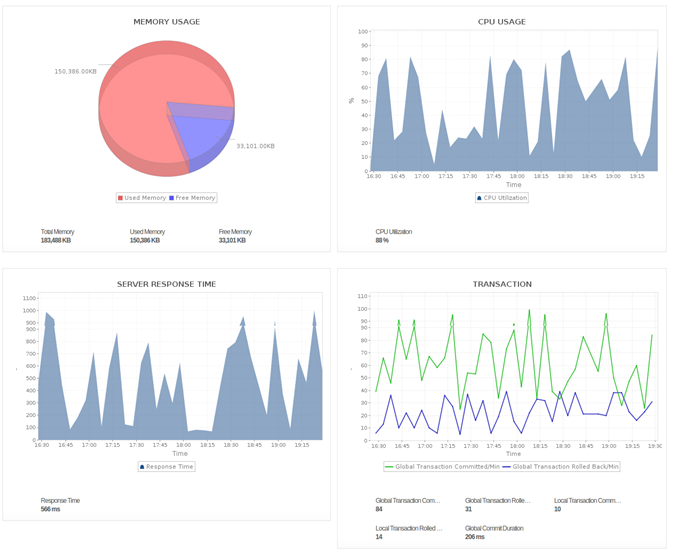 MEMORY USAGE
150,386.00KB
33,101.00KB
Used Memory Free Memory
Total Memory Used Memory Free Memory
183,488 KB 150,386 KB 33,101 KB
CPU USAGE
100
90
80
70
60
50
40
30
20
10
0
%
16:30 16:45 17:00 17:15 17:30 17:45 18:00 18:15 18:30 18:45 19:00 19:15
Time
CPU Utilization
CPU Utilization
88 %
SERVER RESPONSE TIME
1100
1000
900
900
800
700
600
500
400
300
200
100
0
16:30 16:45 17:00 17:15 17:30 17:45 18:00 18:15 18:30 18:45 19:00 19:15
Time
Response Time
Response Time
566 ms
TRANSACTION
110
100
90
90
80
70
60
50
40
30
20
10
0
16:30 16:45 17:00 17:15 17:30 17:45 18:00 18:15 18:30 18:45 19:00 19:15 19:30
Time
Global Transaction Committed/Min Global Transaction Rolled Back/Min
Global Transaction Com... Global Transaction Rolle... Local Transaction Comm...
84 31 10
Local Transaction Rolled ... Global Commit Duration
14 206 ms